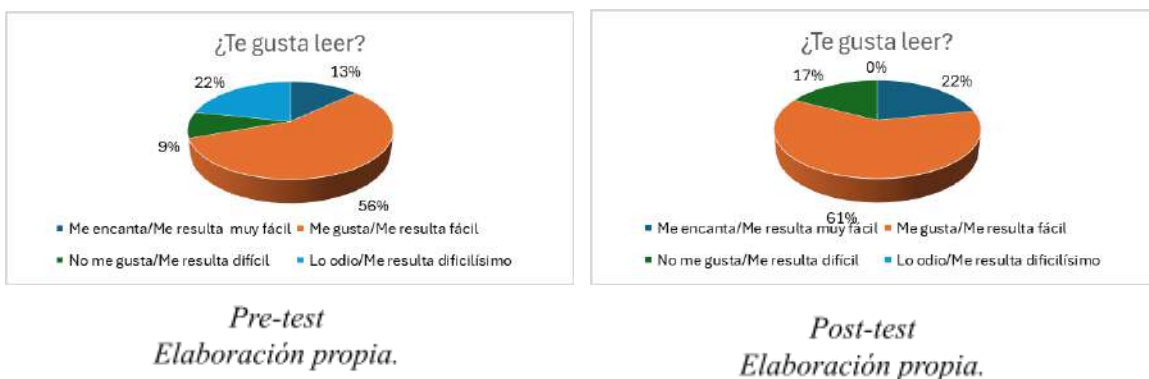 ¿Te gusta leer?
22%
13%
9%
56%
Me encanta/Me resulta muy fácil
Me gusta/Me resulta fácil
No me gusta/Me resulta difícil
Lo odio/Me resulta dificilísimo
Pre-test
Elaboración propia.
¿Te gusta leer?
17%
0%
22%
61%
Me encanta/Me resulta muy fácil
Me gusta/Me resulta fácil
No me gusta/Me resulta difícil
Lo odio/Me resulta dificilísimo
Post-test
Elaboración propia.